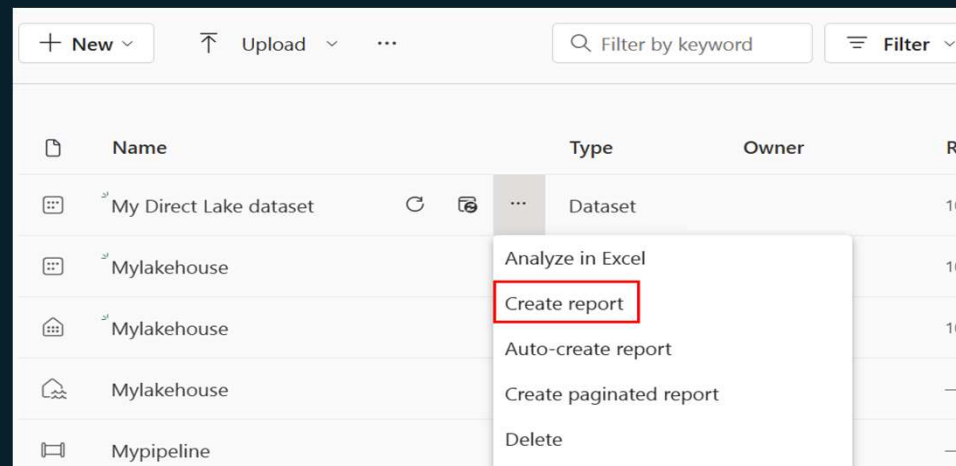 New Upload ... Filter by keyword Filter
Name Type Owner R
My Direct Lake dataset ... Dataset
Analyze in Excel
Mylakehouse
Create report
Mylakehouse
Auto-create report
Mylakehouse
Create paginated report
Delete
Mypipeline